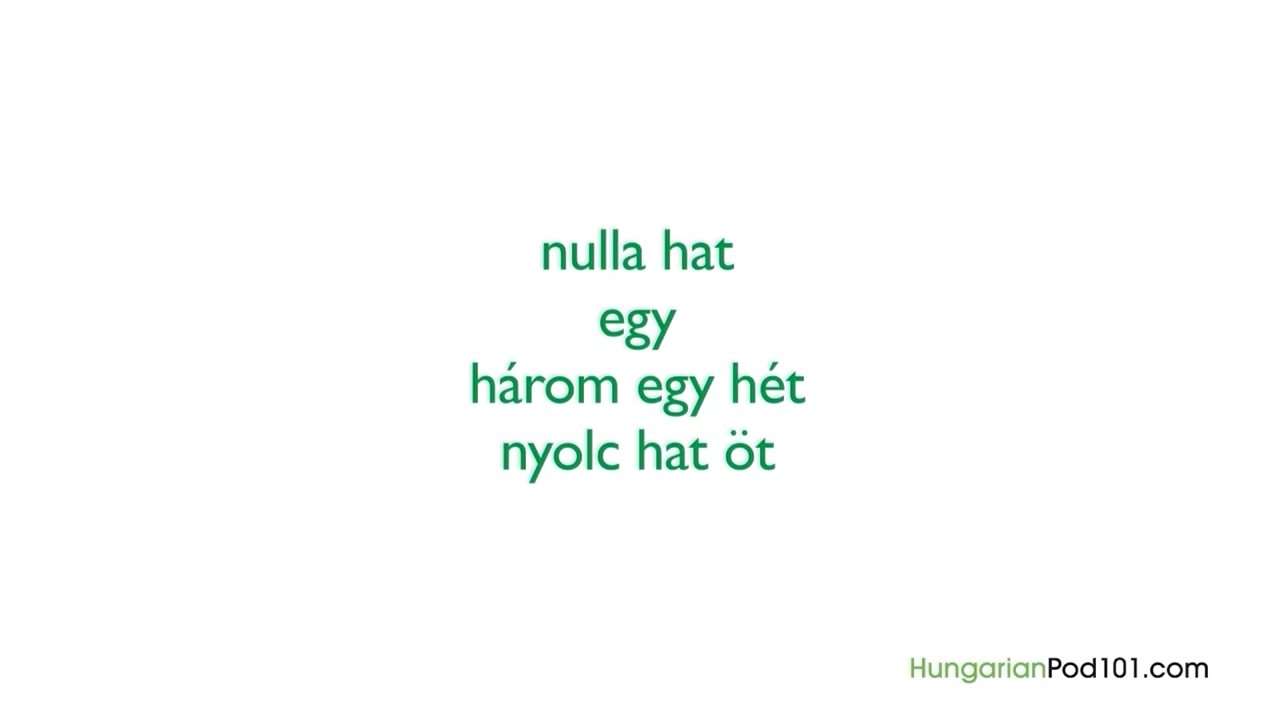 nulla hat
egy
három egy hét
nyolc hat öt
HungarianPod101.com